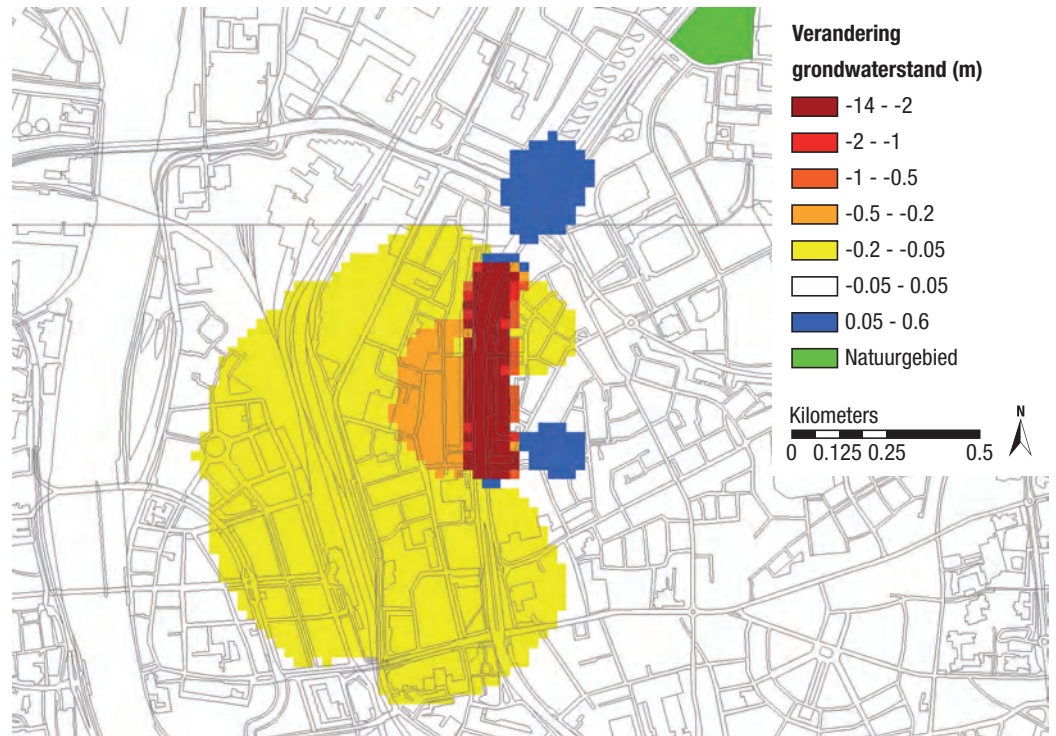 Verandering
grondwaterstand (m)
-14 - -2
-2 - -1
-1 - -0.5
-0.5 - -0.2
-0.2 - -0.05
-0.05 - 0.05
0.05 - 0.6
Natuurgebied
Kilometers
N
0 0.125 0.25 0.5